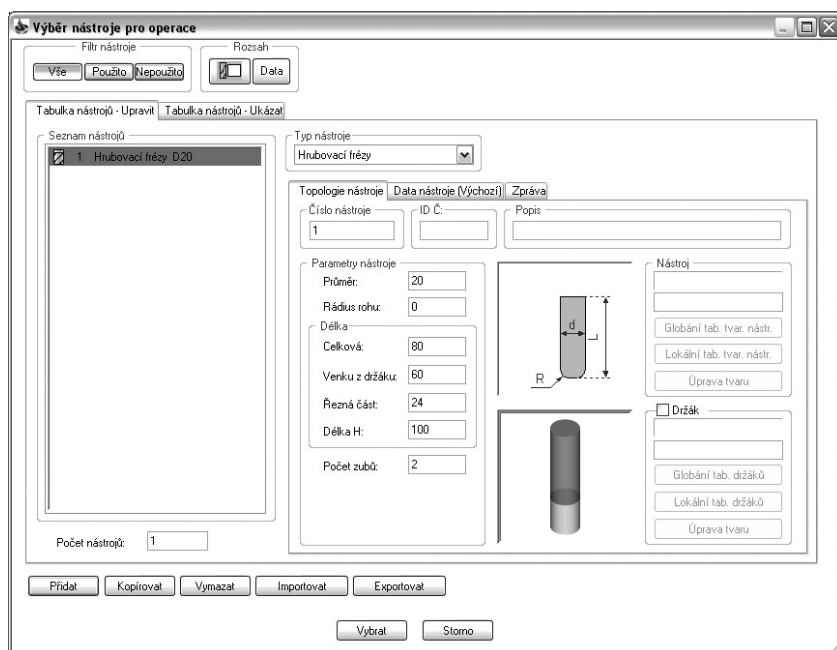 Výběr nástroje pro operace
Filtr nástroje
Rozsah
Vše Použito Nepoužito
Data
Tabulka nástrojů - Upravit Tabulka nástrojů - Ukázat
Seznam nástrojů
1 Hrubovací frézy D20
Počet nástrojů: 1
Typ nástroje
Hrubovací frézy
Topologie nástroje Data nástroje (Výchozí) Zpráva
Číslo nástroje
1
ID Č:
Popis
Parametry nástroje
Průměr: 20
Rádius rohu: 0
Délka
Celková: 80
Venku z držáku: 60
Řezná část: 24
Délka H: 100
Počet zubů: 2
d
L
R
Nástroj
Globání tab. tvar. nástr.
Lokální tab. tvar. nástr.
Úprava tvaru
Držák
Globání tab. držáků
Lokální tab. držáků
Úprava tvaru
Přidat Kopírovat Vymazat Importovat Exportovat
Vybrat Storno